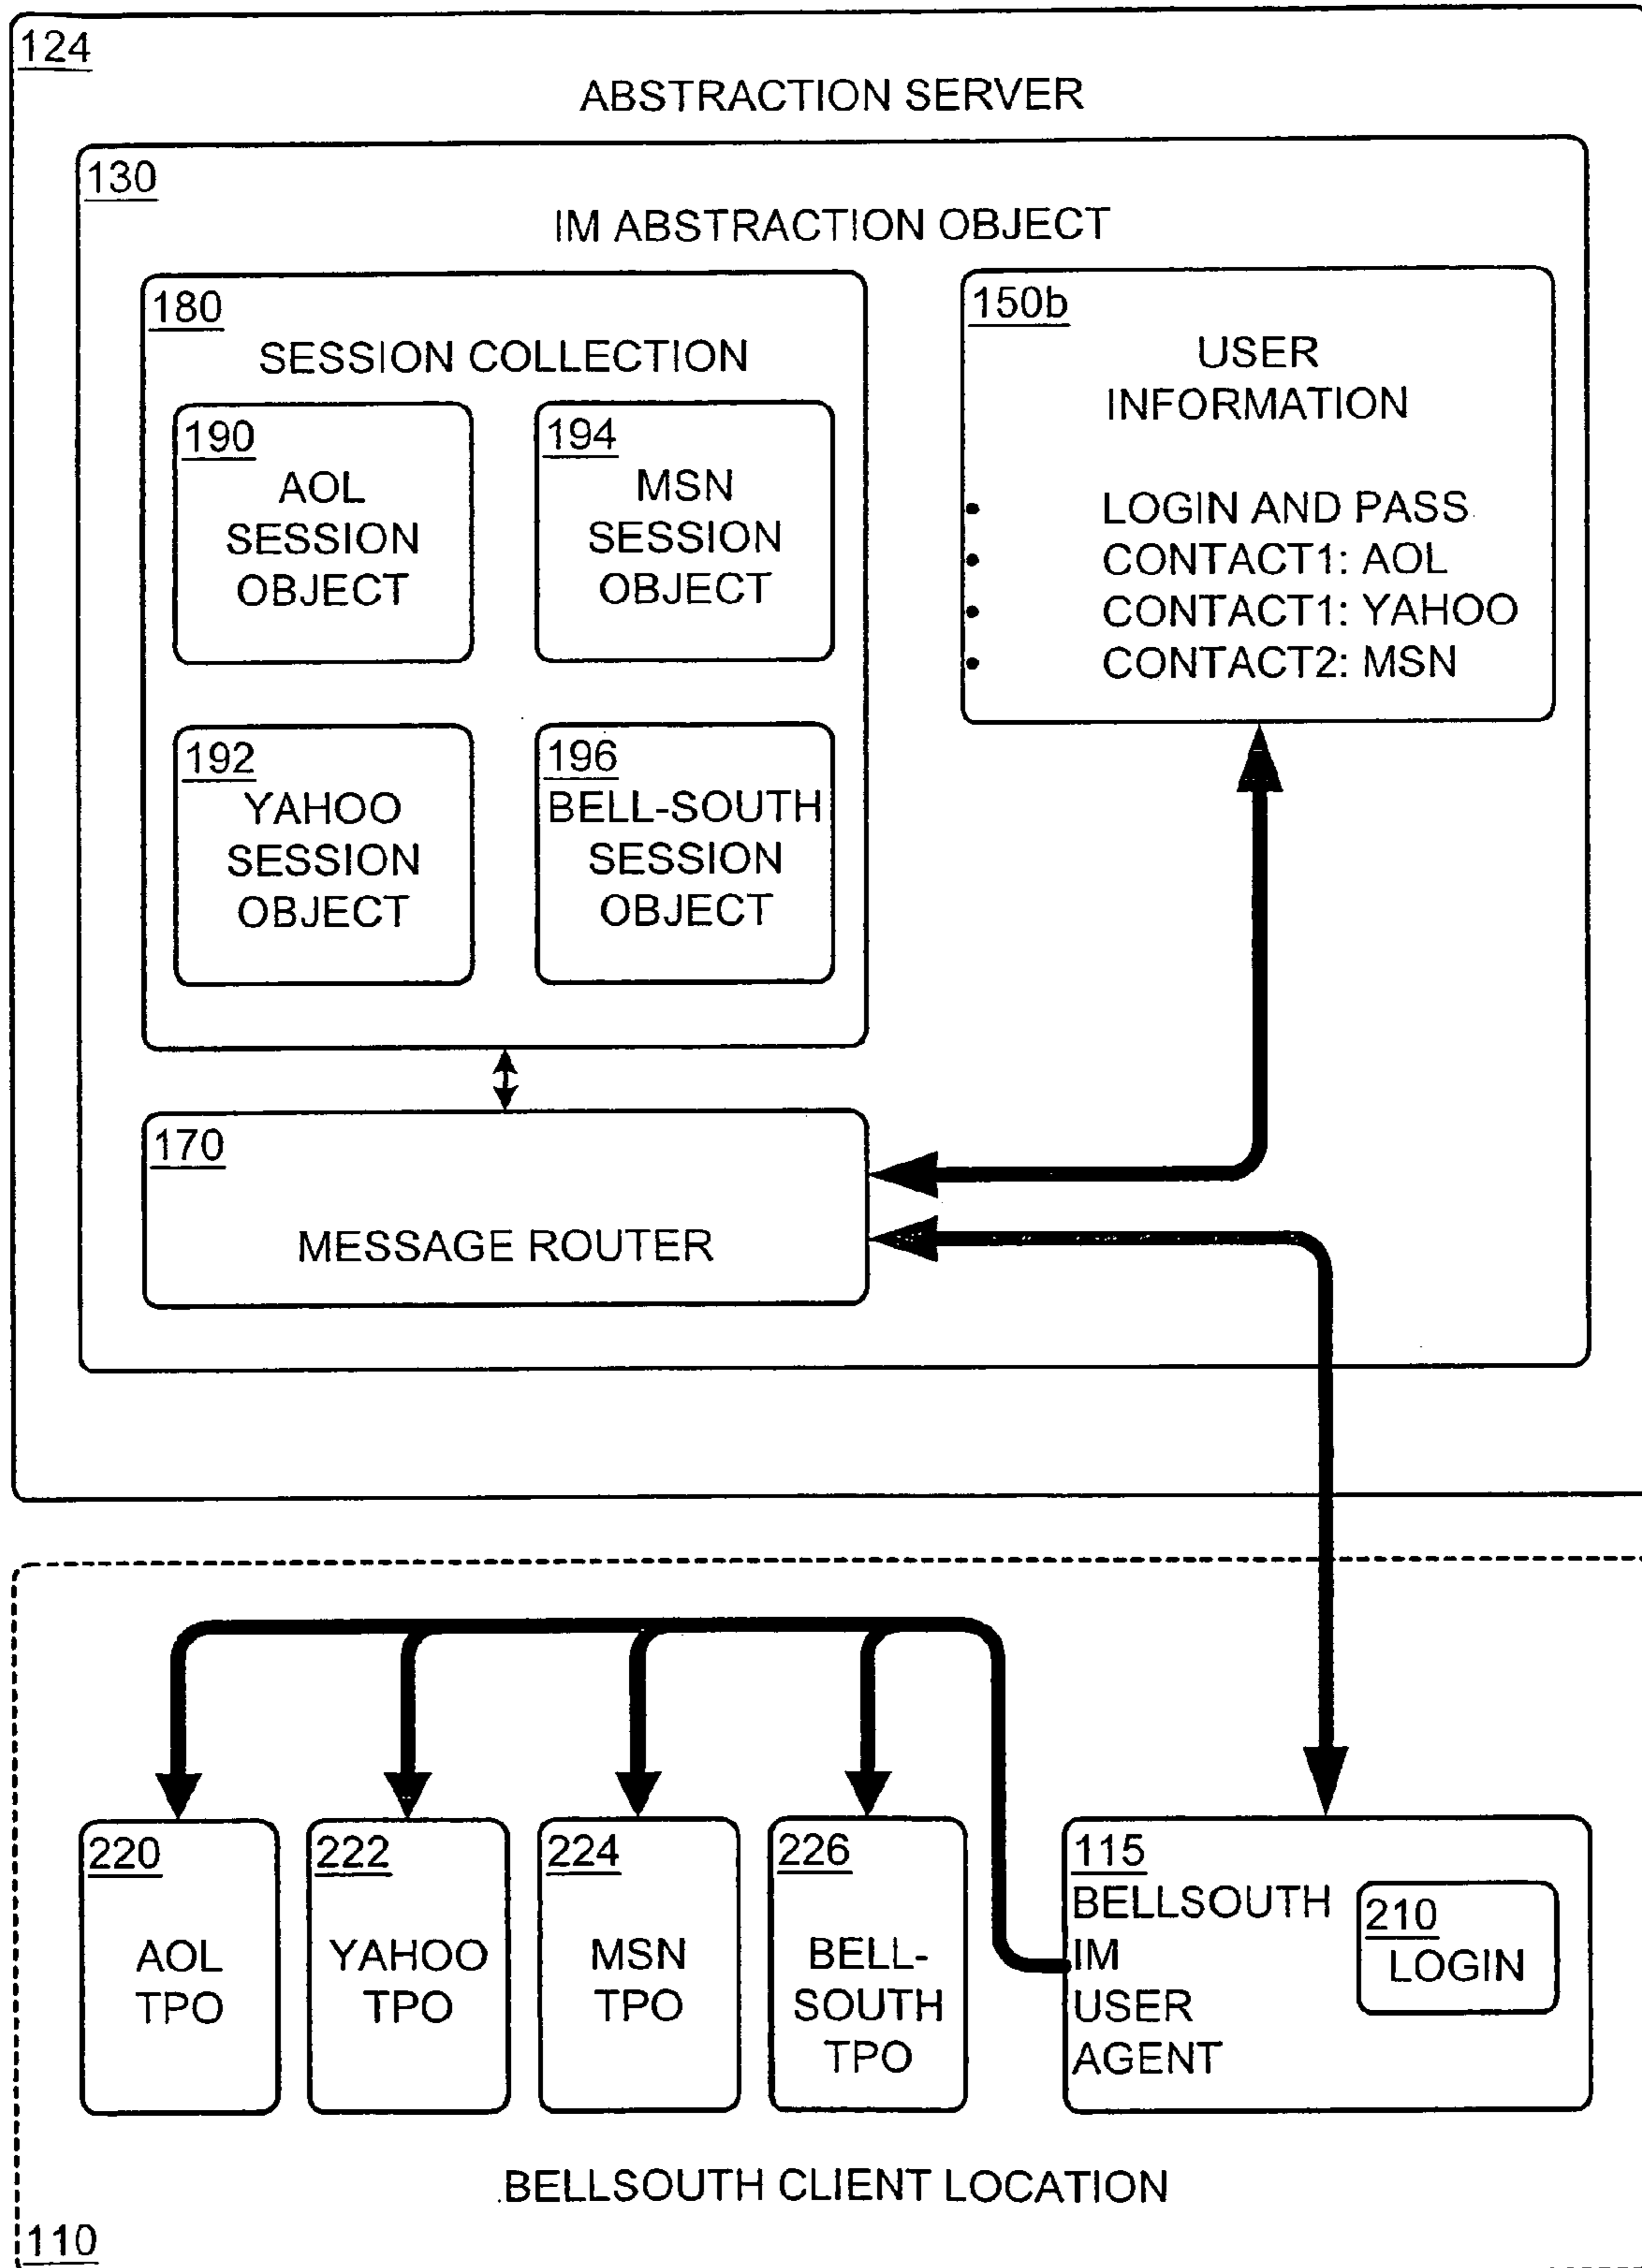 124
ABSTRACTION SERVER
130
IM ABSTRACTION OBJECT
180
SESSION COLLECTION
190
AOL
SESSION
OBJECT
194
MSN
SESSION
OBJECT
192
YAHOO
SESSION
OBJECT
196
BELL-SOUTH
SESSION
OBJECT
150b
USER
INFORMATION
• LOGIN AND PASS
• CONTACT1: AOL
• CONTACT1: YAHOO
• CONTACT2: MSN
170
MESSAGE ROUTER
220
AOL
TPO
222
YAHOO
TPO
224
MSN
TPO
226
BELL-
SOUTH
TPO
115
BELLSOUTH
IM
USER
AGENT
210
LOGIN
BELLSOUTH CLIENT LOCATION
110